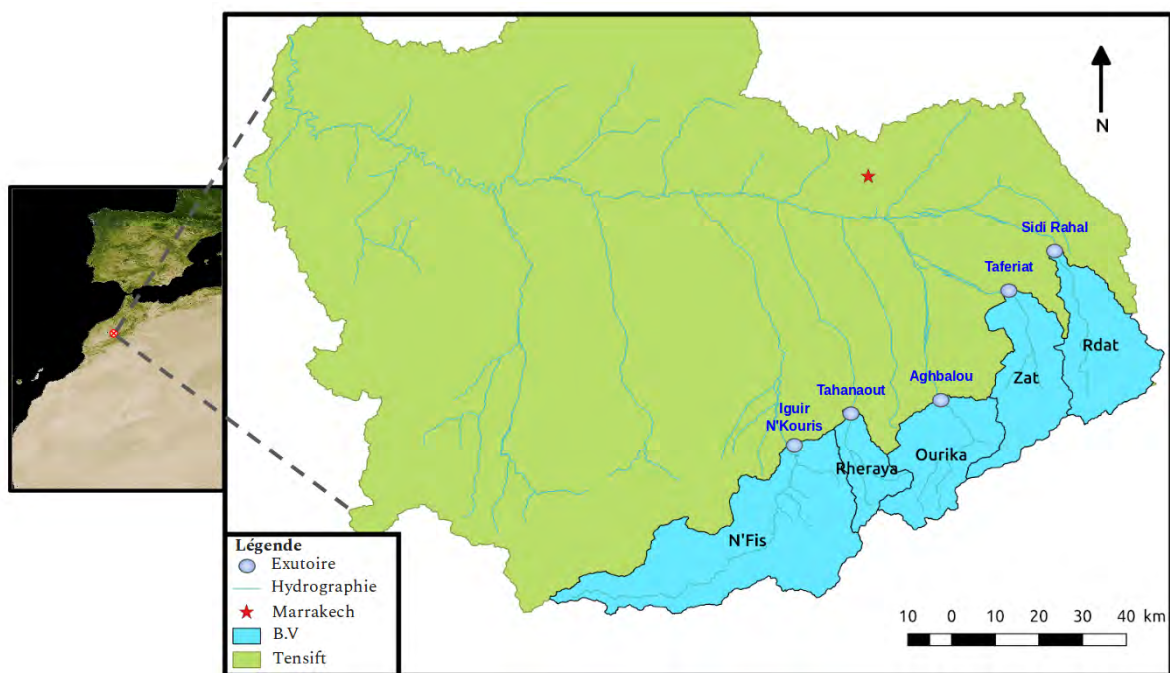 N
Sidi Rahal
Taferiat
Rdat
Zat
Aghbalou
Tahanaout
Iguir
N'Kouris
Ourika
Rheraya
N'Fis
Légende
Exutoire
Hydrographie
Marrakech
B.V
Tensift
10 0 10 20 30 40 km